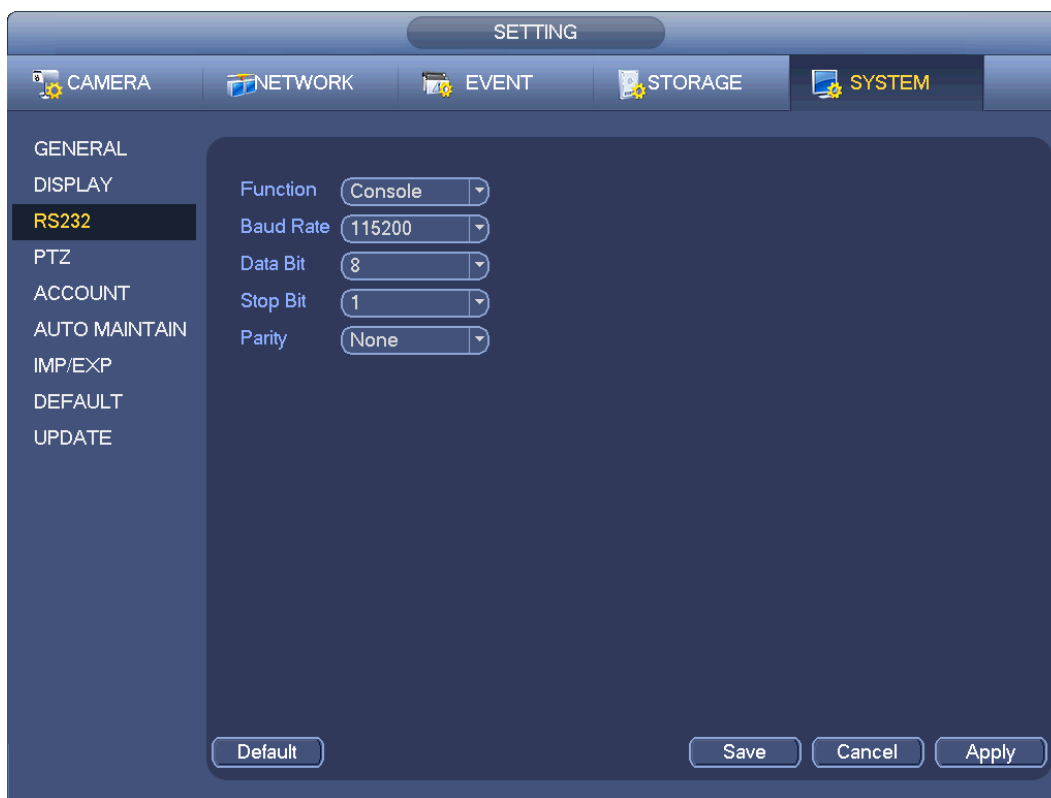 SETTING
CAMERA NETWORK EVENT STORAGE SYSTEM
GENERAL
DISPLAY
RS232
PTZ
ACCOUNT
AUTO MAINTAIN
IMP/EXP
DEFAULT
UPDATE
Function Console
Baud Rate 115200
Data Bit 8
Stop Bit 1
Parity None
Default Save Cancel Apply